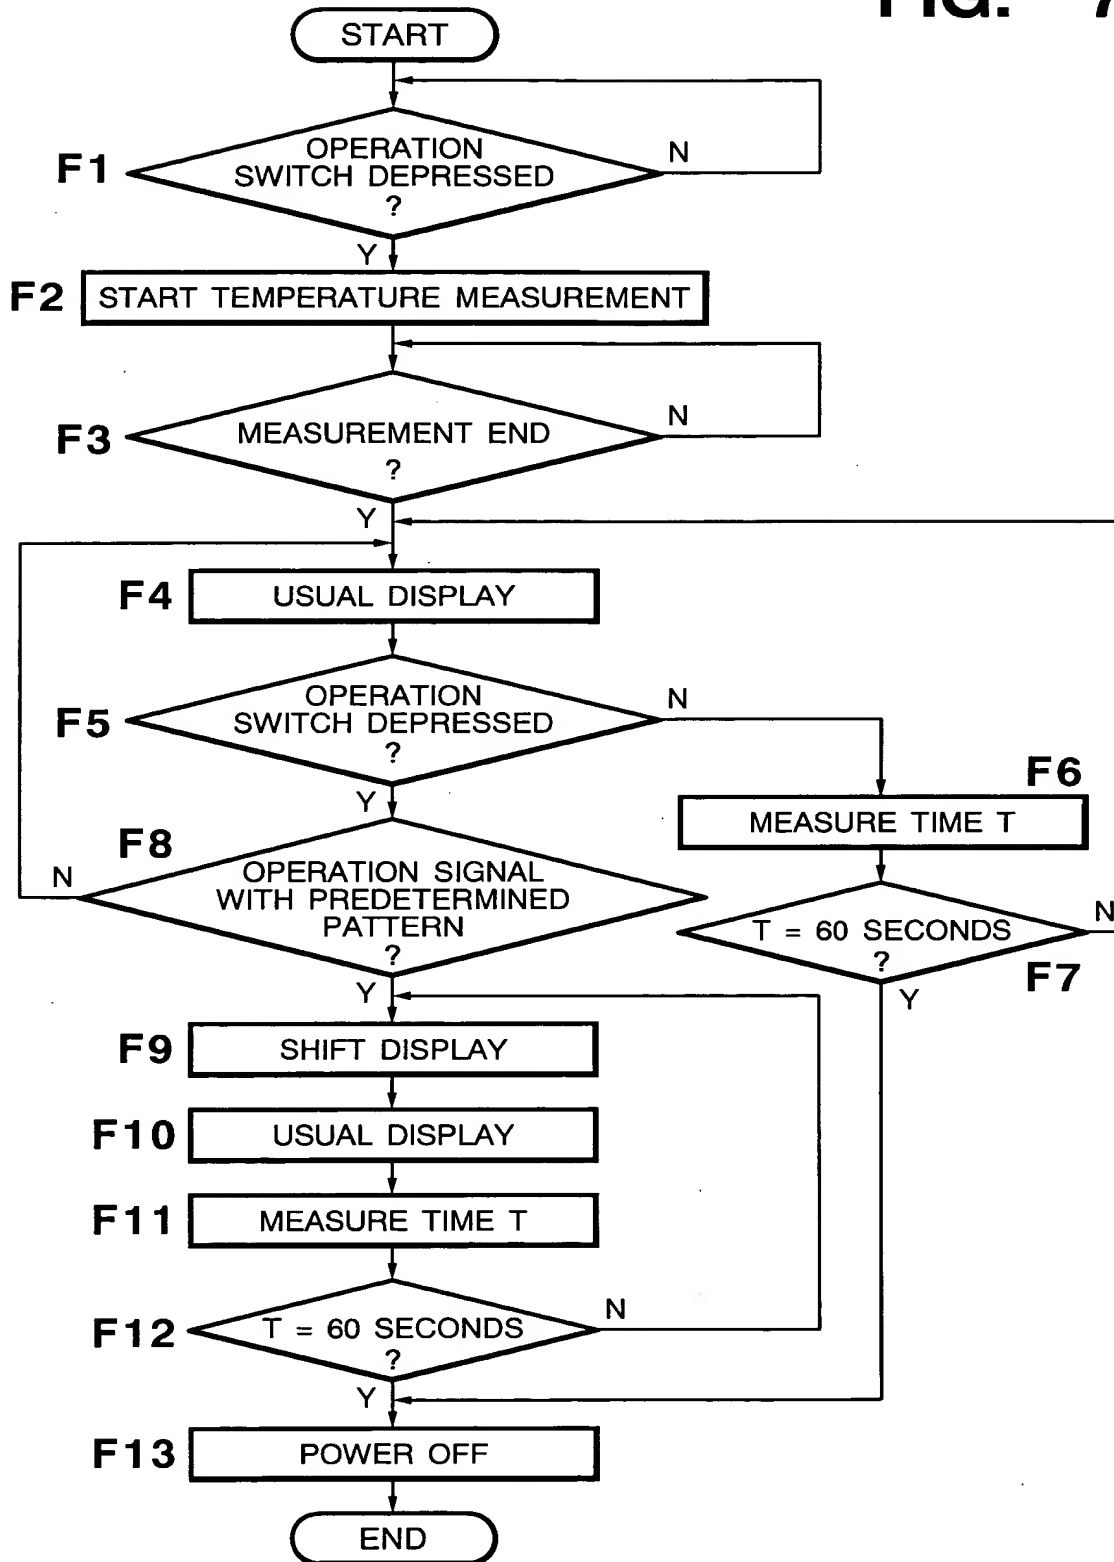 FIG. 7
START
F1
OPERATION
SWITCH DEPRESSED
?
N
Y
F2
START TEMPERATURE MEASUREMENT
F3
MEASUREMENT END
?
N
Y
F4
USUAL DISPLAY
F5
OPERATION
SWITCH DEPRESSED
?
N
Y
F6
MEASURE TIME T
F8
OPERATION SIGNAL
WITH PREDETERMINED
PATTERN
?
N
Y
T = 60 SECONDS
?
N
F7
Y
F9
SHIFT DISPLAY
F10
USUAL DISPLAY
F11
MEASURE TIME T
F12
T = 60 SECONDS
?
N
Y
F13
POWER OFF
END